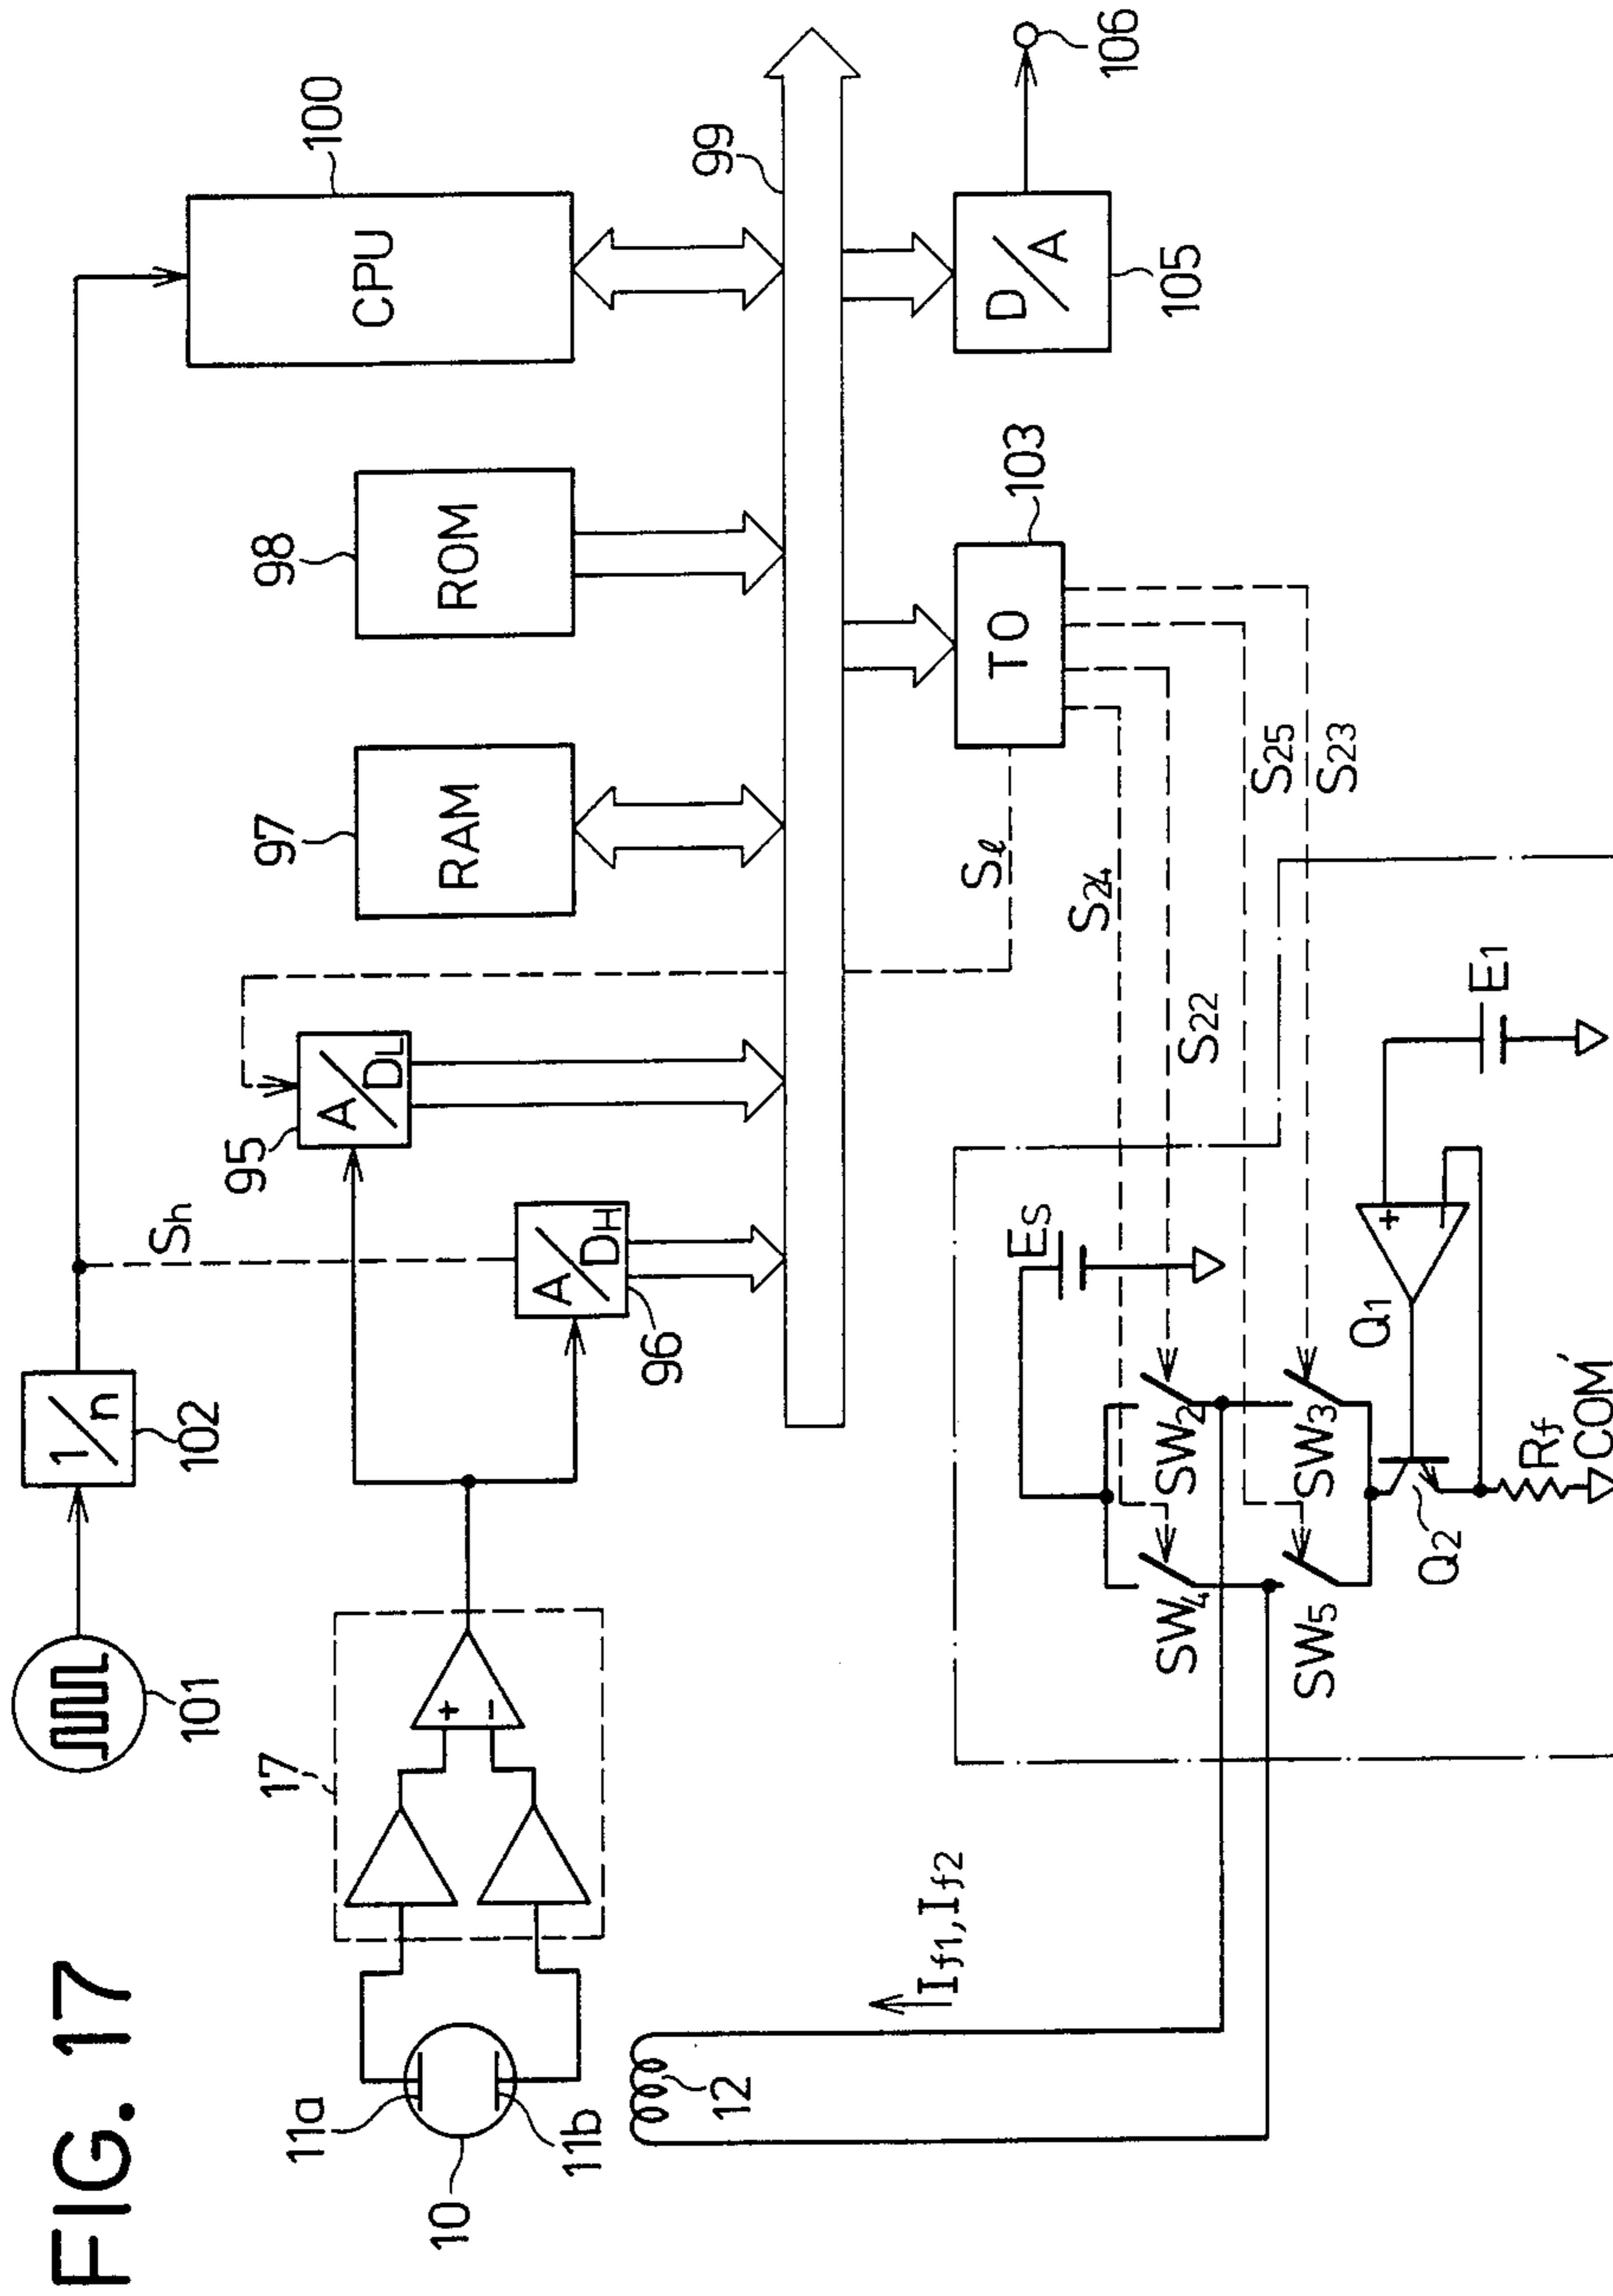 FIG. 17
101
1/n
102
Sh
100
CPU
98
ROM
97
RAM
95
A/DL
A/DH
96
99
17
+
−
11a
11b
10
12
If1, If2
TO
103
D/A
105
106
Sℓ
S24
S22
S25
S23
ES
SW4
SW2
SW5
SW3
Q1
+
−
E1
Q2
Rf
COM'